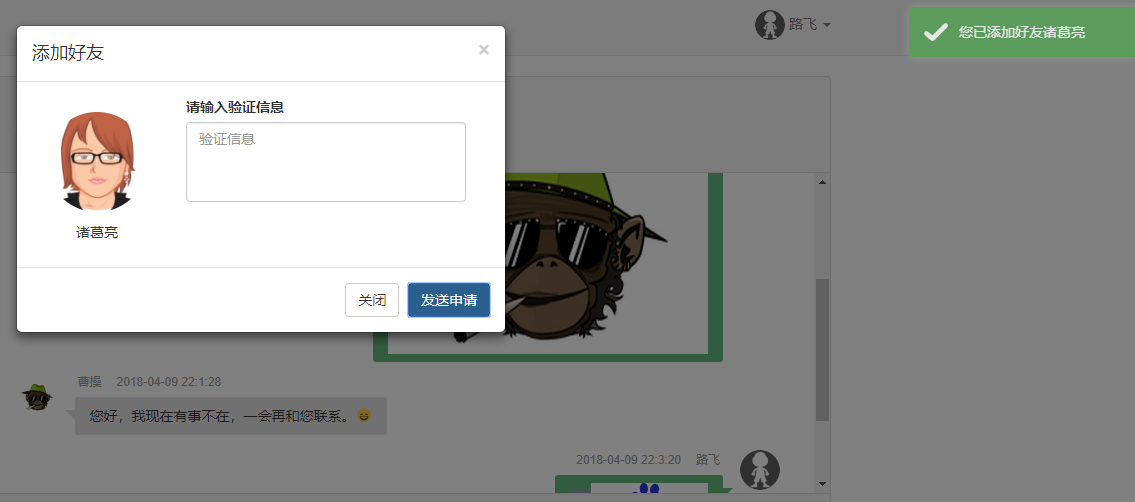 添加好友
×
路飞
您已添加好友诸葛亮
请输入验证信息
验证信息
诸葛亮
关闭
发送申请
曹操 2018-04-09 22:1:28
您好，我现在有事不在，一会再和您联系。😄
2018-04-09 22:3:20 路飞